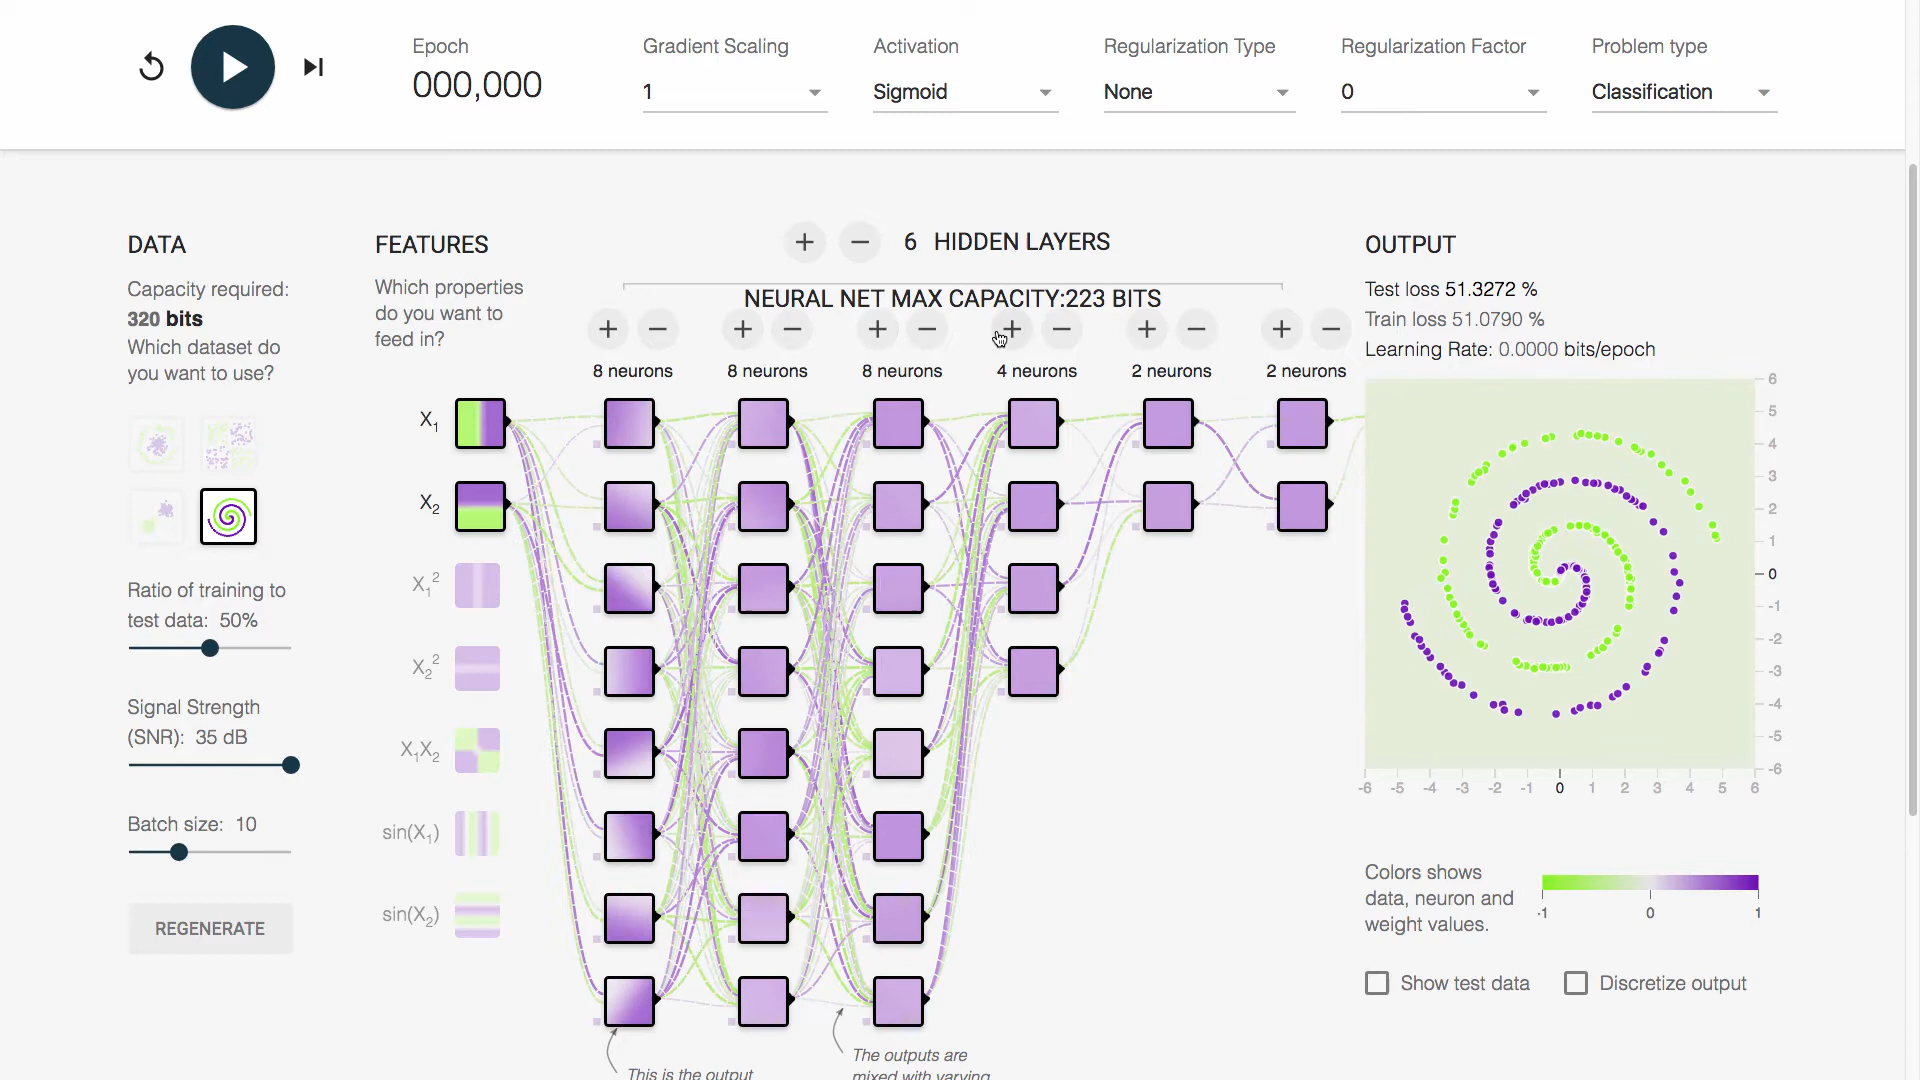 Epoch
000,000
Gradient Scaling
1
Activation
Sigmoid
Regularization Type
None
Regularization Factor
0
Problem type
Classification
DATA
Capacity required:
320 bits
Which dataset do
you want to use?
Ratio of training to
test data: 50%
Signal Strength
(SNR): 35 dB
Batch size: 10
REGENERATE
FEATURES
Which properties
do you want to
feed in?
X1
X2
X1²
X2²
X1X2
sin(X1)
sin(X2)
6 HIDDEN LAYERS
NEURAL NET MAX CAPACITY:223 BITS
8 neurons
8 neurons
8 neurons
4 neurons
2 neurons
2 neurons
This is the output
The outputs are
mixed with varying
OUTPUT
Test loss 51.3272 %
Train loss 51.0790 %
Learning Rate: 0.0000 bits/epoch
6
5
4
3
2
1
0
-1
-2
-3
-4
-5
-6
-6 -5 -4 -3 -2 -1 0 1 2 3 4 5 6
Colors shows
data, neuron and
weight values.
-1 0 1
Show test data
Discretize output